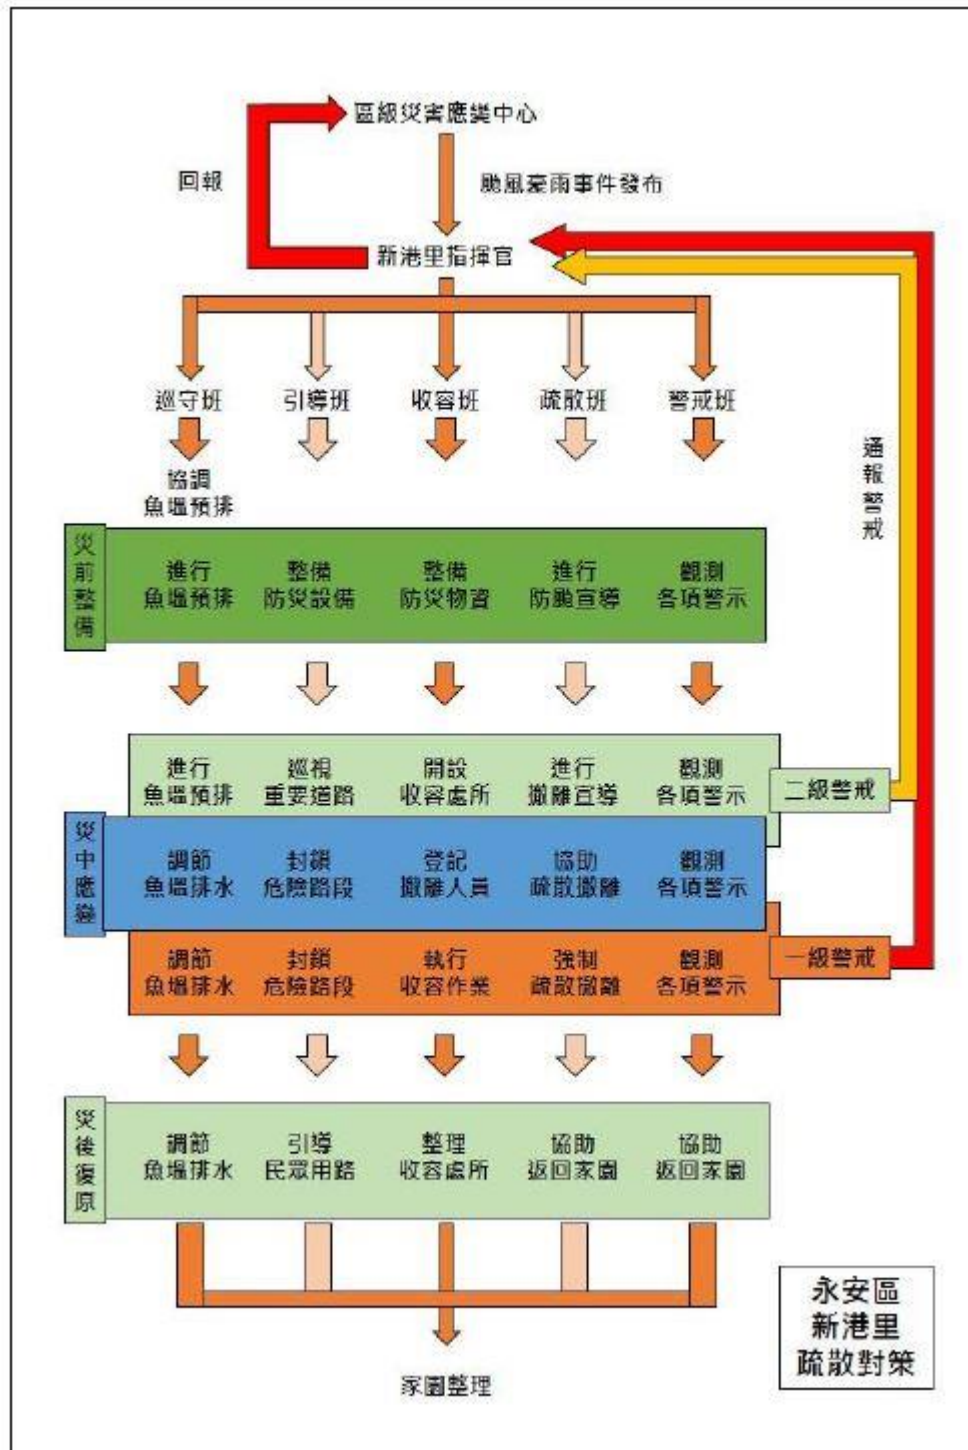 區級災害應變中心
回報
颱風豪雨事件發布
新港里指揮官
巡守班 引導班 收容班 疏散班 警戒班
通報警戒
協調
魚塭預排
災前整備
進行 整備 整備 進行 觀測
魚塭預排 防災設備 防災物資 防颱宣導 各項警示
進行 巡視 開設 進行 觀測
魚塭預排 重要道路 收容處所 撤離宣導 各項警示
二級警戒
災中應變
調節 封鎖 登記 協助 觀測
魚塭排水 危險路段 撤離人員 疏散撤離 各項警示
調節 封鎖 執行 強制 觀測
魚塭排水 危險路段 收容作業 疏散撤離 各項警示
一級警戒
災後復原
調節 引導 整理 協助 協助
魚塭排水 民眾用路 收容處所 返回家園 返回家園
家園整理
永安區
新港里
疏散對策